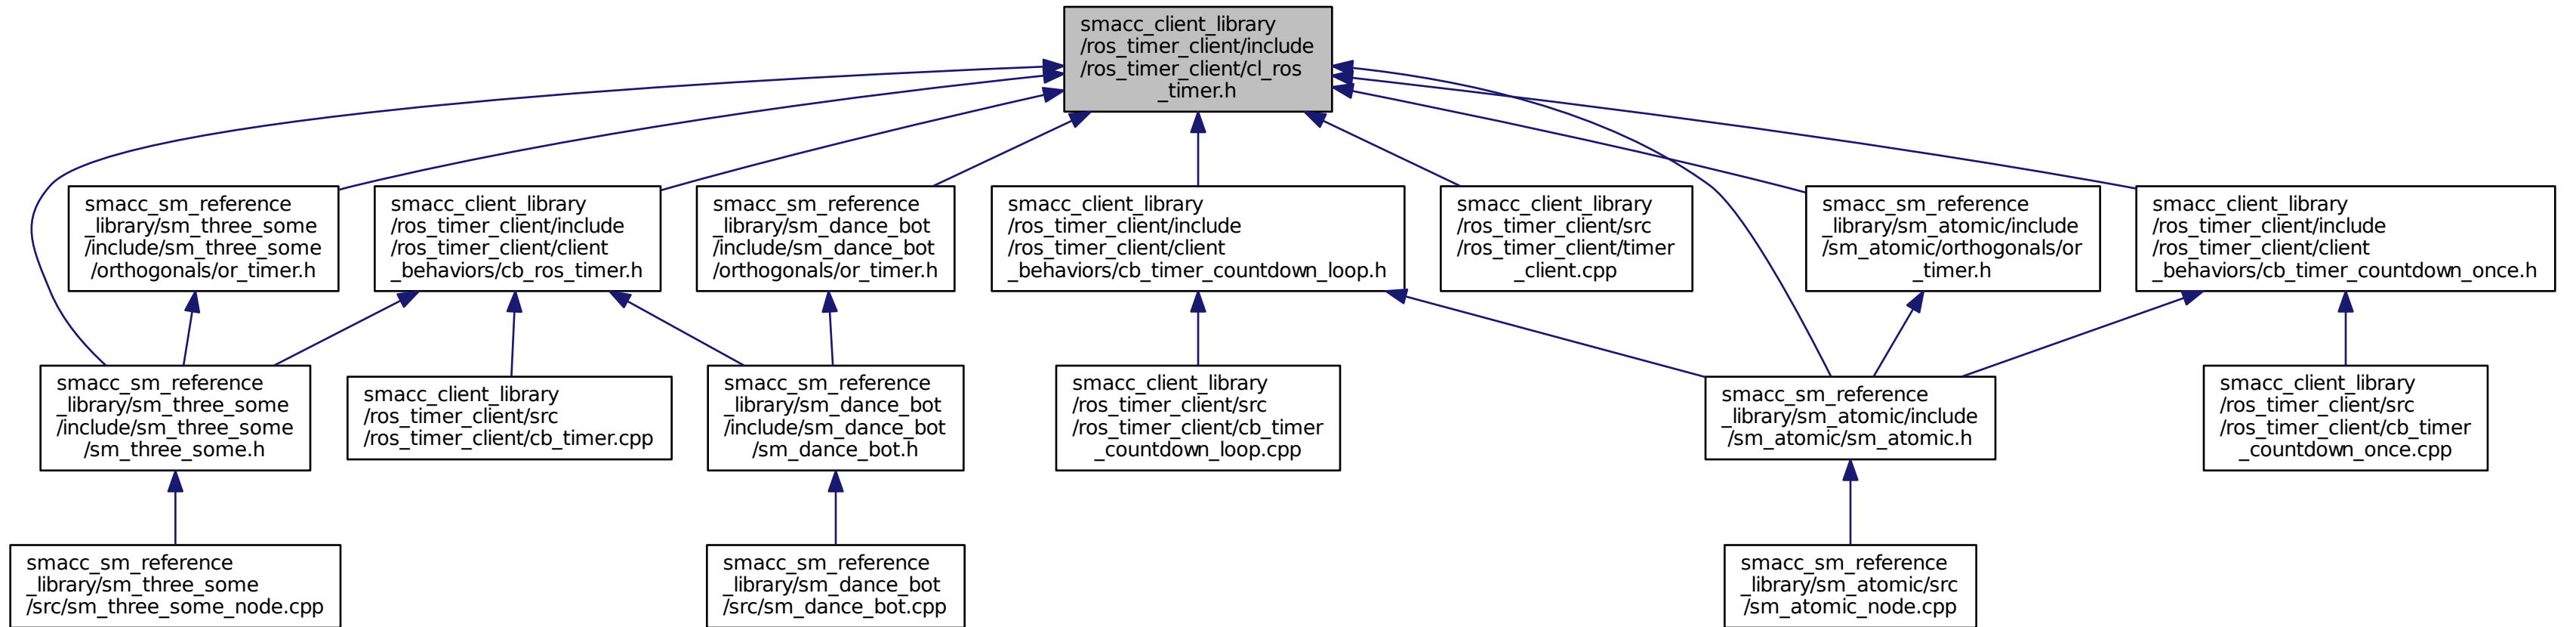 smacc_client_library
/ros_timer_client/include
/ros_timer_client/cl_ros
_timer.h
smacc_sm_reference
_library/sm_three_some
/include/sm_three_some
/orthogonals/or_timer.h
smacc_client_library
/ros_timer_client/include
/ros_timer_client/client
_behaviors/cb_ros_timer.h
smacc_sm_reference
_library/sm_dance_bot
/include/sm_dance_bot
/orthogonals/or_timer.h
smacc_client_library
/ros_timer_client/include
/ros_timer_client/client
_behaviors/cb_timer_countdown_loop.h
smacc_client_library
/ros_timer_client/src
/ros_timer_client/timer
_client.cpp
smacc_sm_reference
_library/sm_atomic/include
/sm_atomic/orthogonals/or
_timer.h
smacc_client_library
/ros_timer_client/include
/ros_timer_client/client
_behaviors/cb_timer_countdown_once.h
smacc_sm_reference
_library/sm_three_some
/include/sm_three_some
/sm_three_some.h
smacc_client_library
/ros_timer_client/src
/ros_timer_client/cb_timer.cpp
smacc_sm_reference
_library/sm_dance_bot
/include/sm_dance_bot
/sm_dance_bot.h
smacc_client_library
/ros_timer_client/src
/ros_timer_client/cb_timer
_countdown_loop.cpp
smacc_sm_reference
_library/sm_atomic/include
/sm_atomic/sm_atomic.h
smacc_client_library
/ros_timer_client/src
/ros_timer_client/cb_timer
_countdown_once.cpp
smacc_sm_reference
_library/sm_three_some
/src/sm_three_some_node.cpp
smacc_sm_reference
_library/sm_dance_bot
/src/sm_dance_bot.cpp
smacc_sm_reference
_library/sm_atomic/src
/sm_atomic_node.cpp